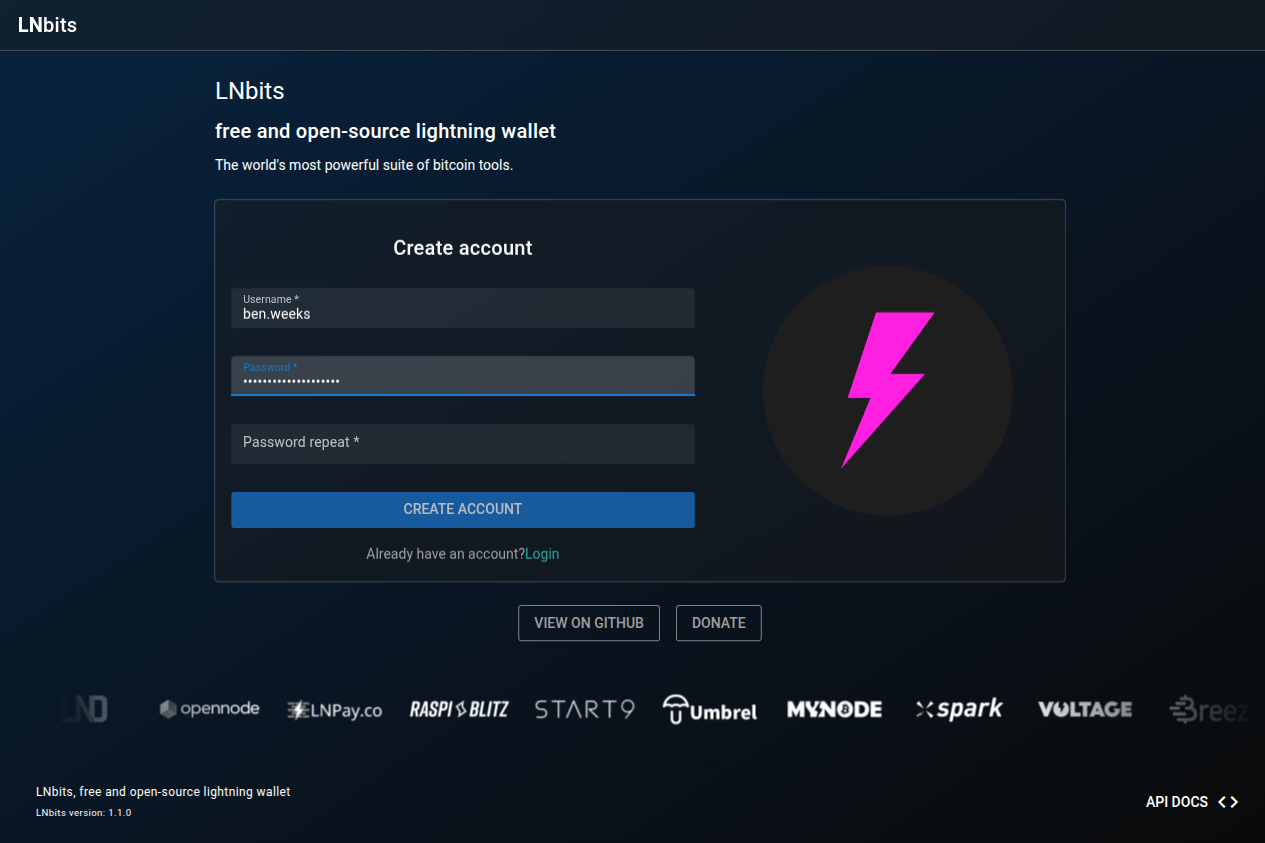 LNbits
LNbits
free and open-source lightning wallet
The world's most powerful suite of bitcoin tools.
Create account
Username *
ben.weeks
Password *
••••••••••••••••••••
Password repeat *
CREATE ACCOUNT
Already have an account?Login
VIEW ON GITHUB DONATE
LND opennode LNPay.co RASPIBLITZ START9 Umbrel MYNODE spark VOLTAGE Breez
LNbits, free and open-source lightning wallet
LNbits version: 1.1.0
API DOCS